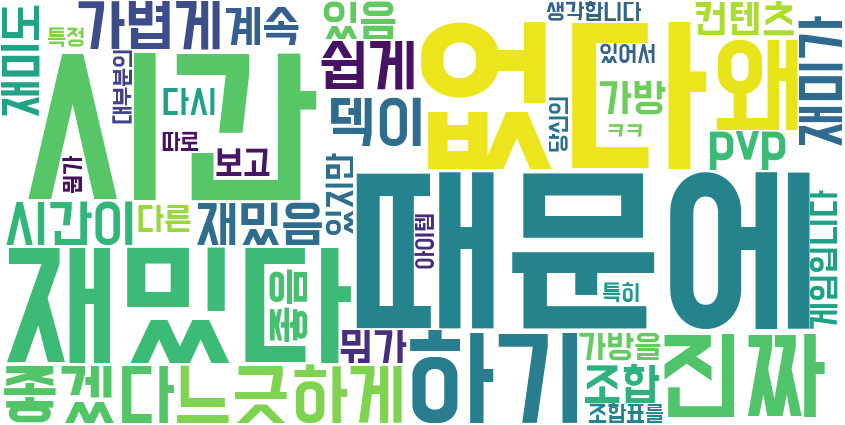 재미도
특정
가볍게
계속
있음
생각합니다
컨텐츠
재미가
시간
대부분의
다시
쉽게
없다
있어서
왜
따로
덱이
가방
당신의
ㅋㅋ
뭔가
보고
pvp
시간이
다른
재밌음
있지만
때문에
게임입니다
아이템
재밌다
좋음
특히
뭐가
하기
가방을
진짜
좋겠다
느긋하게
조합
조합표를